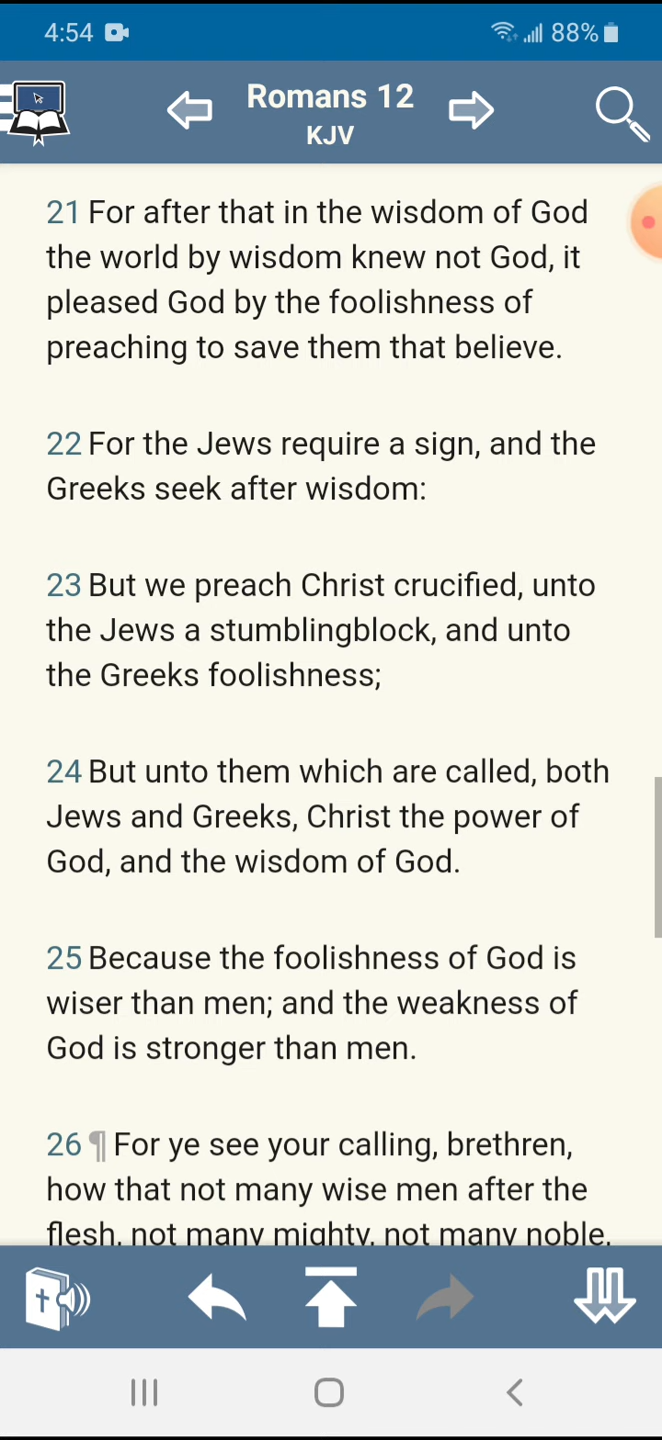 4:54 88%
Romans 12
KJV
21 For after that in the wisdom of God
the world by wisdom knew not God, it
pleased God by the foolishness of
preaching to save them that believe.
22 For the Jews require a sign, and the
Greeks seek after wisdom:
23 But we preach Christ crucified, unto
the Jews a stumblingblock, and unto
the Greeks foolishness;
24 But unto them which are called, both
Jews and Greeks, Christ the power of
God, and the wisdom of God.
25 Because the foolishness of God is
wiser than men; and the weakness of
God is stronger than men.
26 ¶ For ye see your calling, brethren,
how that not many wise men after the
flesh, not many mighty, not many noble,